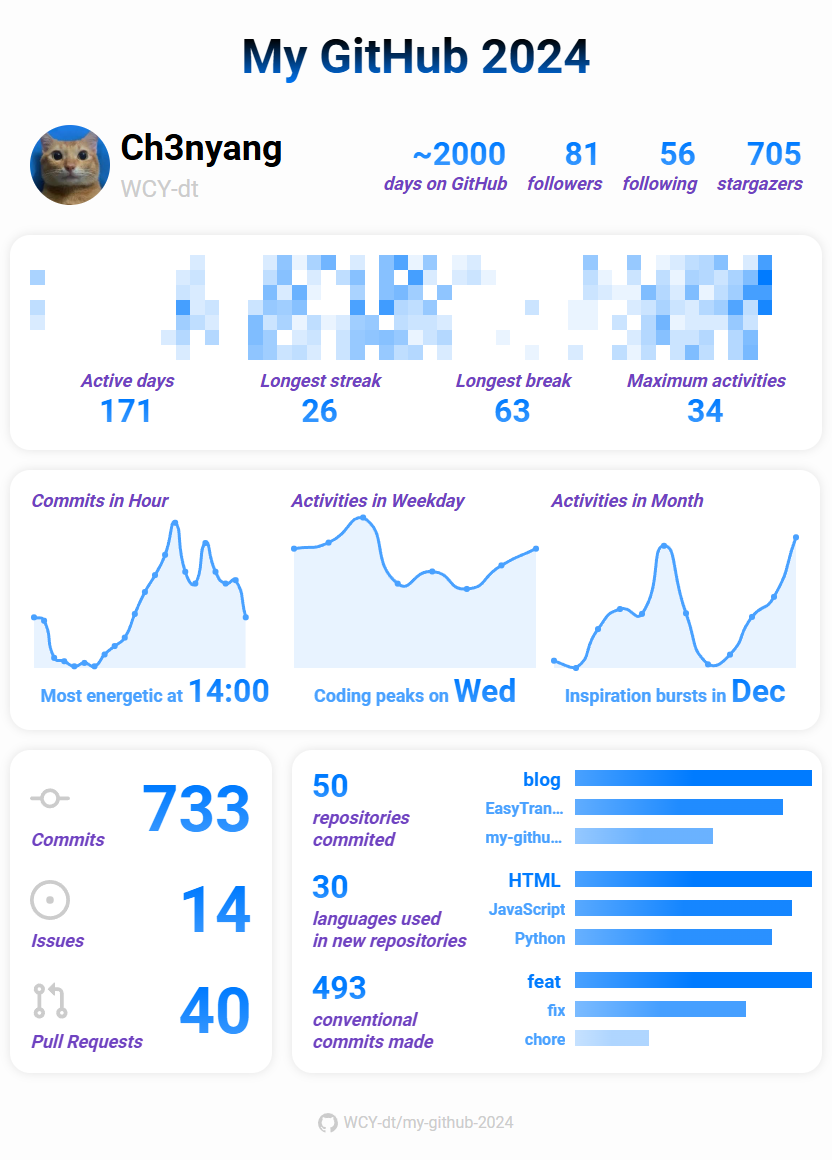 My GitHub 2024
Ch3nyang
WCY-dt
~2000 81 56 705
days on GitHub followers following stargazers
Active days Longest streak Longest break Maximum activities
171 26 63 34
Commits in Hour Activities in Weekday Activities in Month
Most energetic at 14:00 Coding peaks on Wed Inspiration bursts in Dec
733
Commits
14
Issues
40
Pull Requests
50
repositories
commited
blog
EasyTran...
my-githu...
30
languages used
in new repositories
HTML
JavaScript
Python
493
conventional
commits made
feat
fix
chore
WCY-dt/my-github-2024